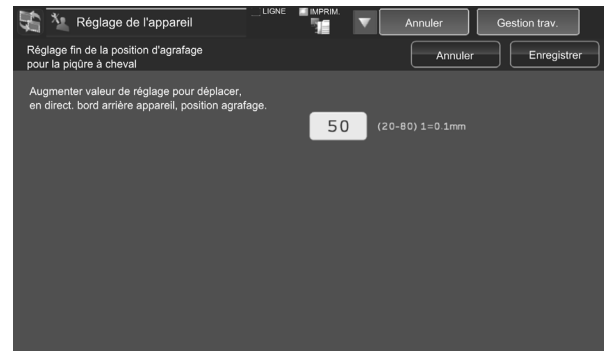 Réglage de l'appareil
LIGNE
IMPRIM.
Annuler
Gestion trav.
Réglage fin de la position d'agrafage
pour la piqûre à cheval
Annuler
Enregistrer
Augmenter valeur de réglage pour déplacer,
en direct. bord arrière appareil, position agrafage.
50
(20-80) 1=0.1mm